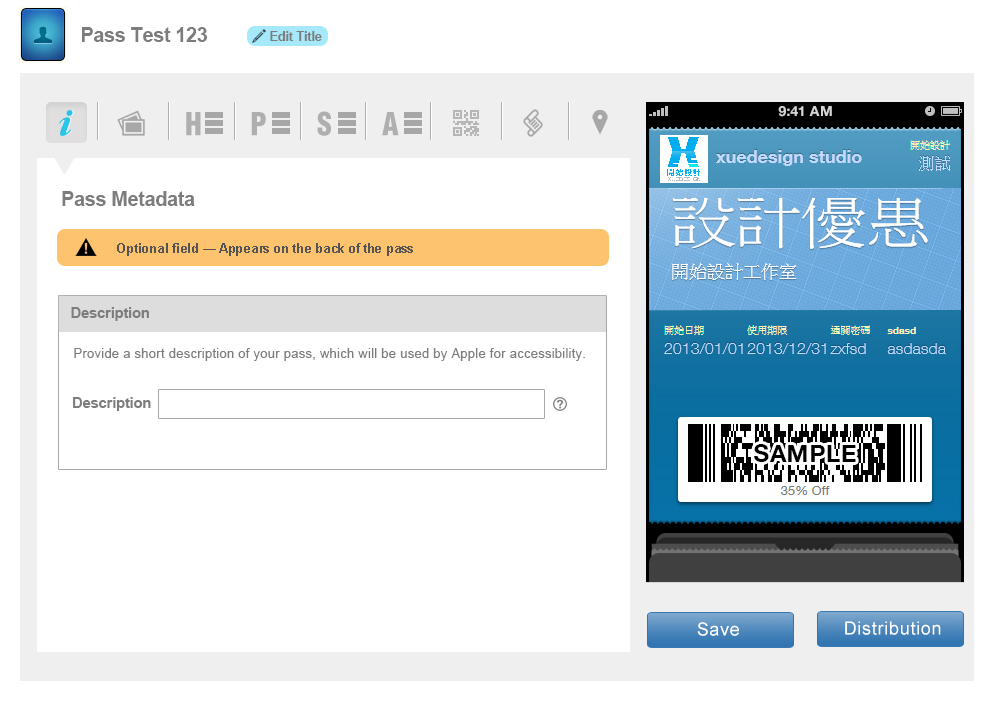 Pass Test 123
Edit Title
i
H
P
S
A
9:41 AM
開始設計
XUEDESIGN
xuedesign studio
開始設計
測試
設計優惠
開始設計工作室
Pass Metadata
Optional field — Appears on the back of the pass
Description
Provide a short description of your pass, which will be used by Apple for accessibility.
Description
?
開始日期 使用期限 通關密碼 sdasd
2013/01/01 2013/12/31 zxfsd asdasda
SAMPLE
35% Off
Save
Distribution